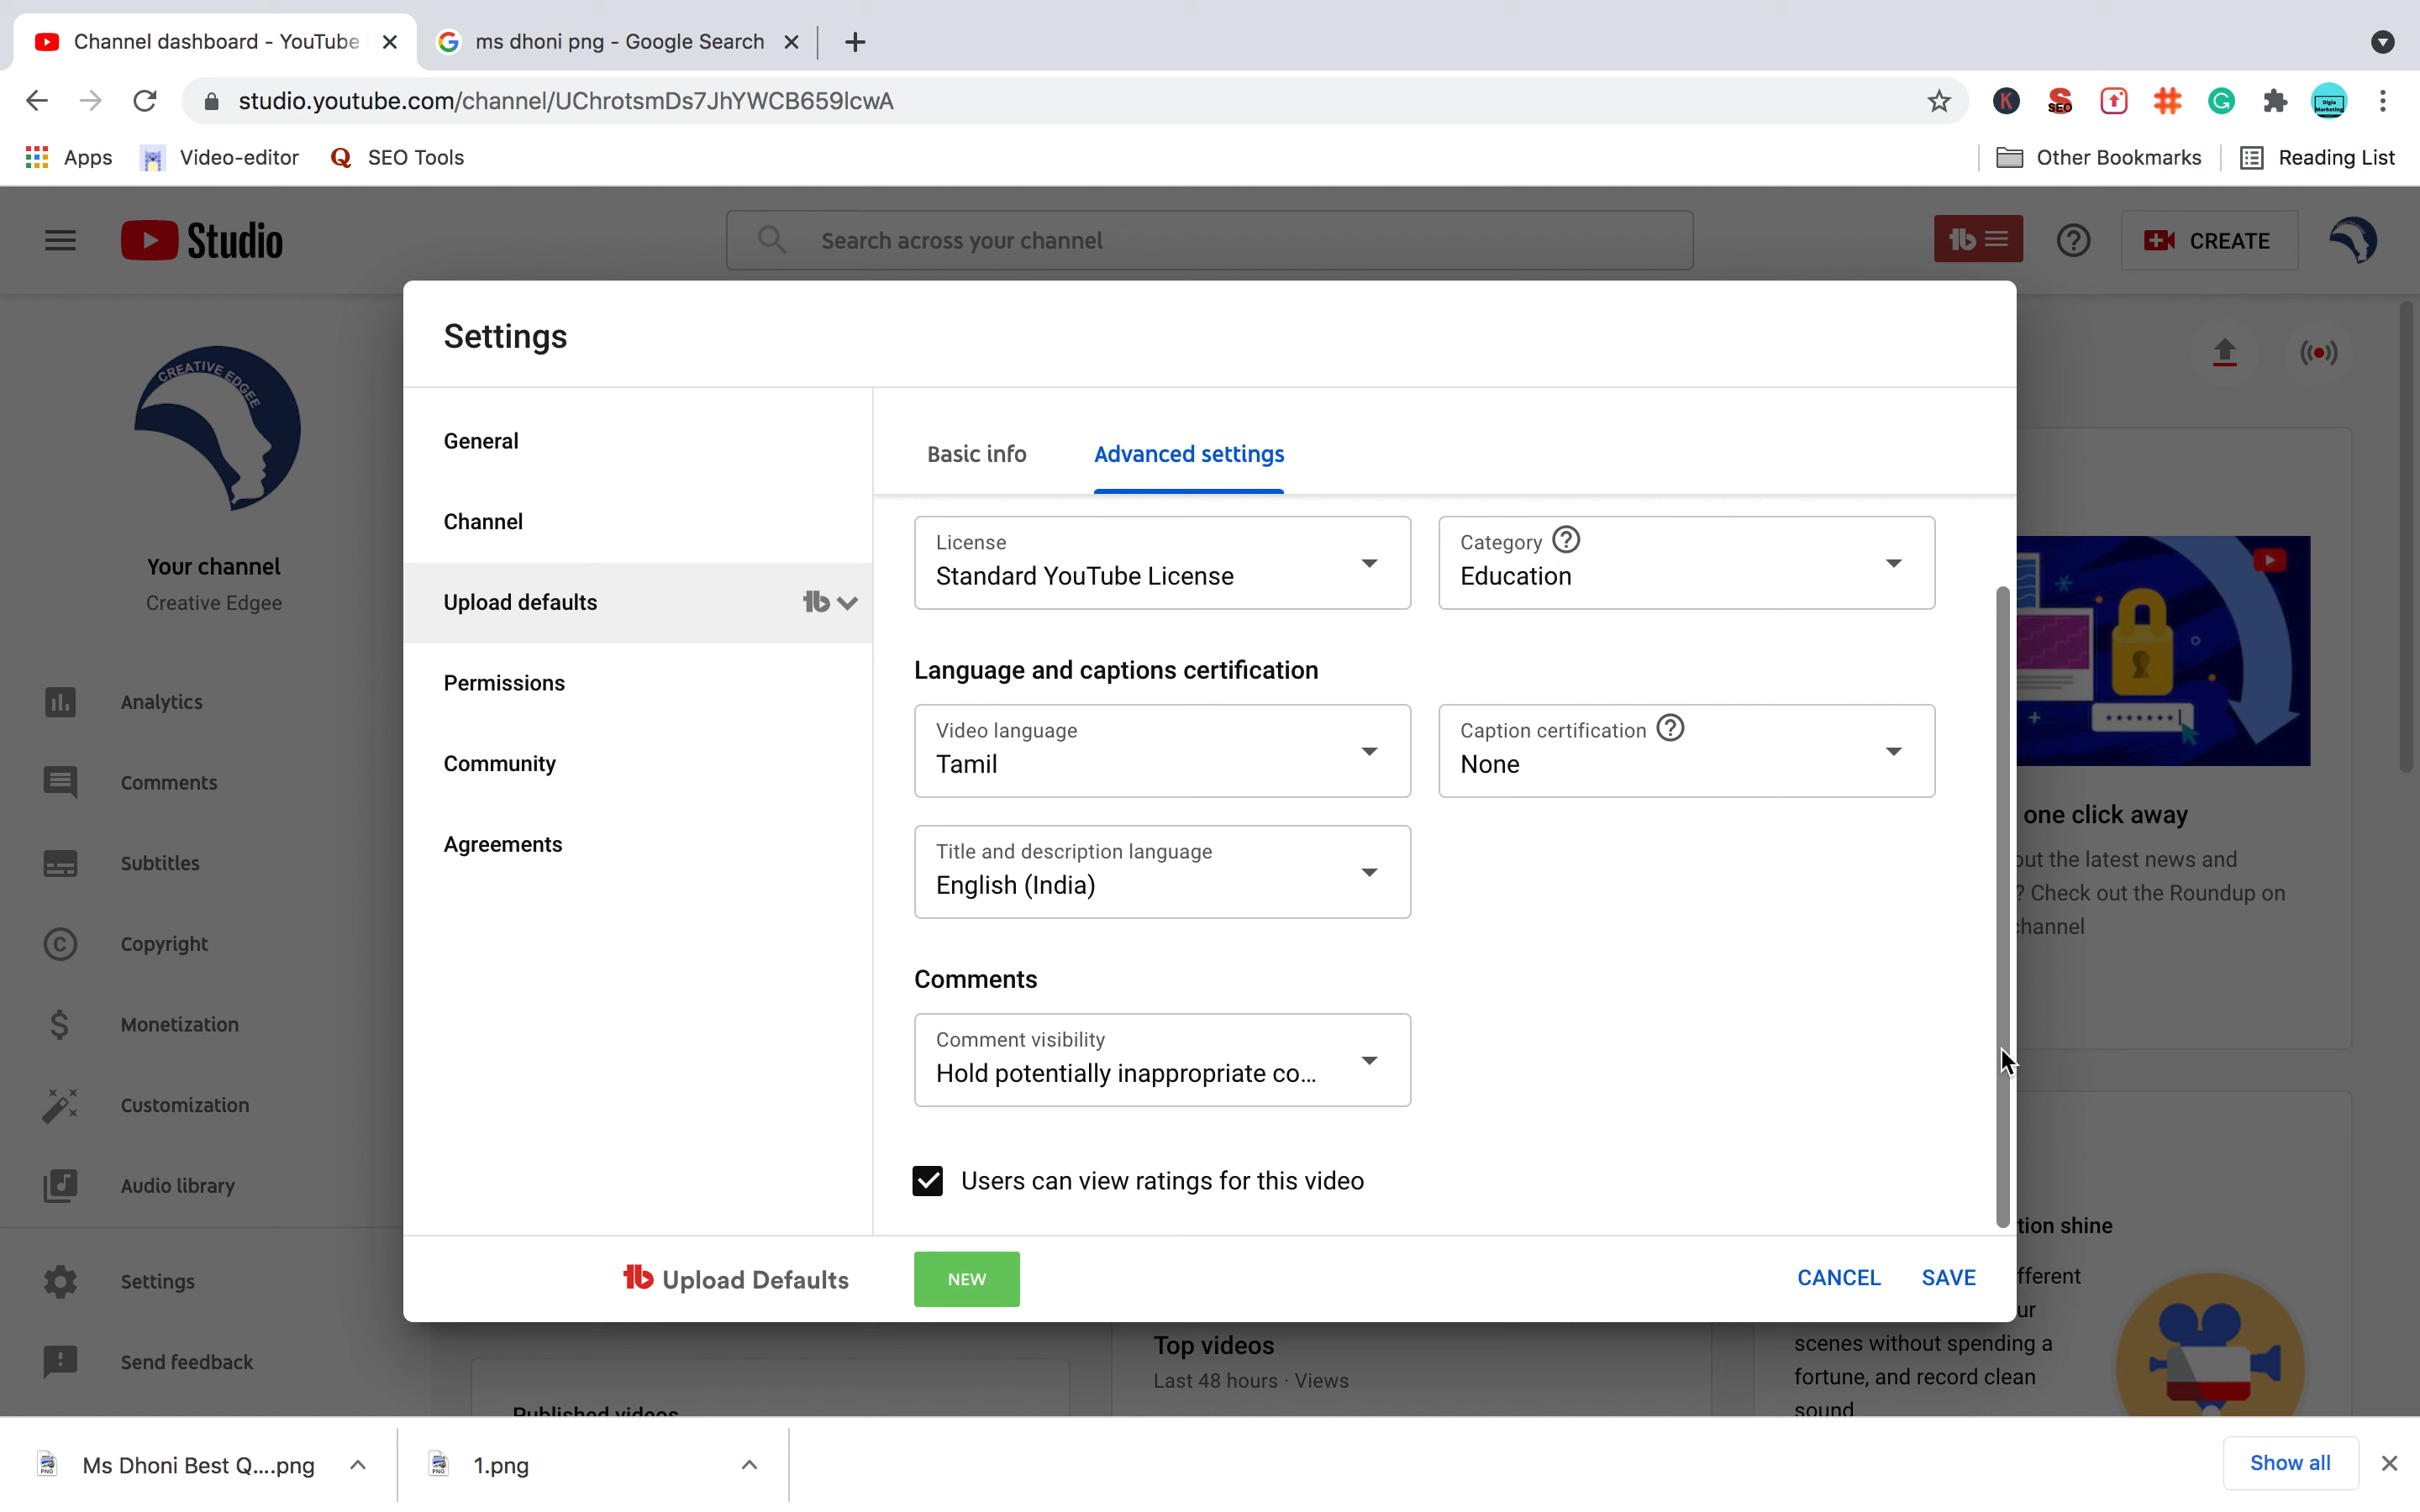 Channel dashboard - YouTube
ms dhoni png - Google Search
studio.youtube.com/channel/UChrotsmDs7JhYWCB659lcwA
K
SEO
Apps
Video-editor
SEO Tools
Other Bookmarks
Reading List
Studio
Search across your channel
CREATE
CREATIVE EDGEE
Your channel
Creative Edgee
Analytics
Comments
Subtitles
Copyright
Monetization
Customization
Audio library
Settings
Send feedback
Settings
General
Channel
Upload defaults
Permissions
Community
Agreements
Basic info
Advanced settings
License
Standard YouTube License
Category
Education
Language and captions certification
Video language
Tamil
Caption certification
None
Title and description language
English (India)
Comments
Comment visibility
Hold potentially inappropriate co...
Users can view ratings for this video
tb Upload Defaults
NEW
CANCEL
SAVE
one click away
out the latest news and
? Check out the Roundup on
channel
tion shine
fferent
ur
scenes without spending a
fortune, and record clean
sound
Top videos
Last 48 hours · Views
Published videos
Ms Dhoni Best Q....png
1.png
Show all